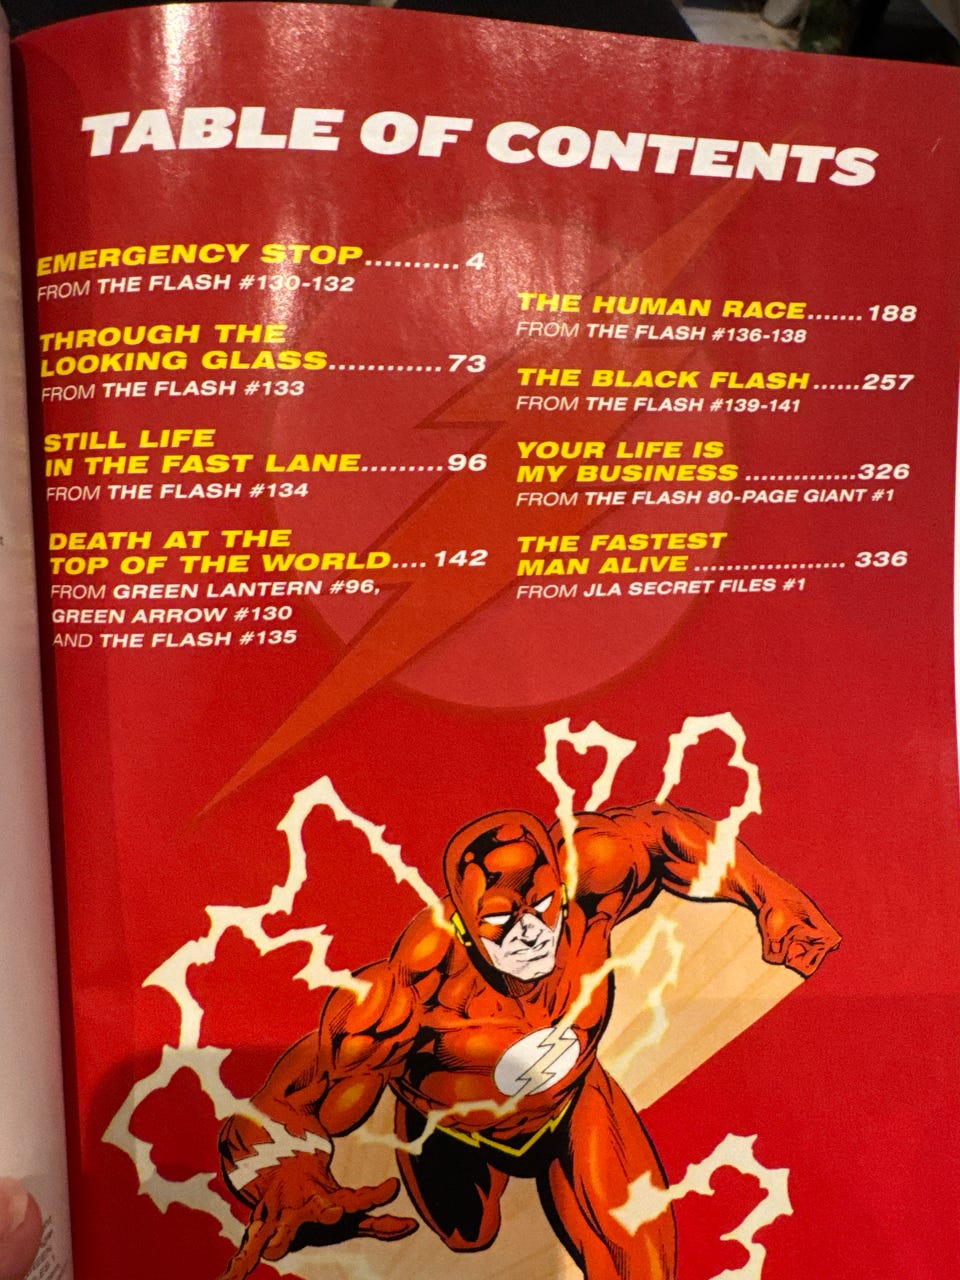 TABLE OF CONTENTS
EMERGENCY STOP..........4
FROM THE FLASH #130-132
THROUGH THE
LOOKING GLASS............73
FROM THE FLASH #133
STILL LIFE
IN THE FAST LANE.........96
FROM THE FLASH #134
DEATH AT THE
TOP OF THE WORLD....142
FROM GREEN LANTERN #96,
GREEN ARROW #130
AND THE FLASH #135
THE HUMAN RACE.......188
FROM THE FLASH #136-138
THE BLACK FLASH......257
FROM THE FLASH #139-141
YOUR LIFE IS
MY BUSINESS ..............326
FROM THE FLASH 80-PAGE GIANT #1
THE FASTEST
MAN ALIVE ................... 336
FROM JLA SECRET FILES #1